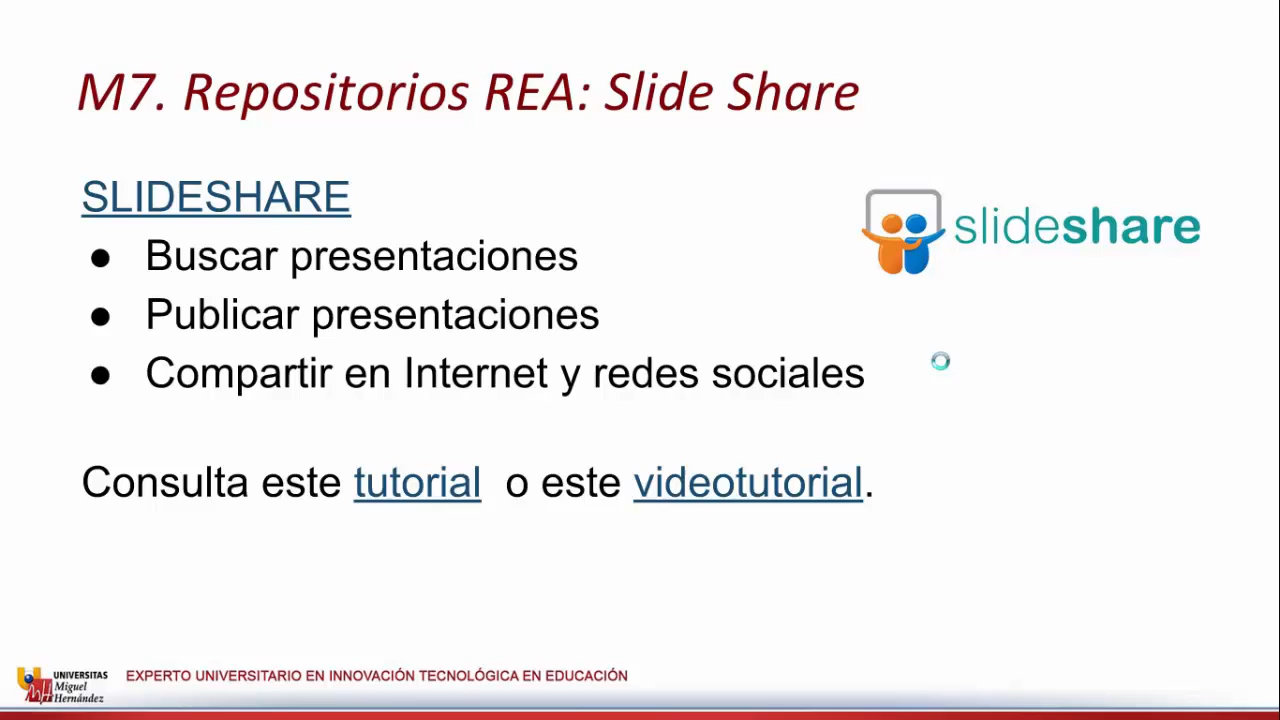 M7. Repositorios REA: Slide Share
SLIDESHARE
slideshare
● Buscar presentaciones
● Publicar presentaciones
● Compartir en Internet y redes sociales
Consulta este tutorial o este videotutorial.
UNIVERSITAS
Miguel
Hernández
EXPERTO UNIVERSITARIO EN INNOVACIÓN TECNOLÓGICA EN EDUCACIÓN